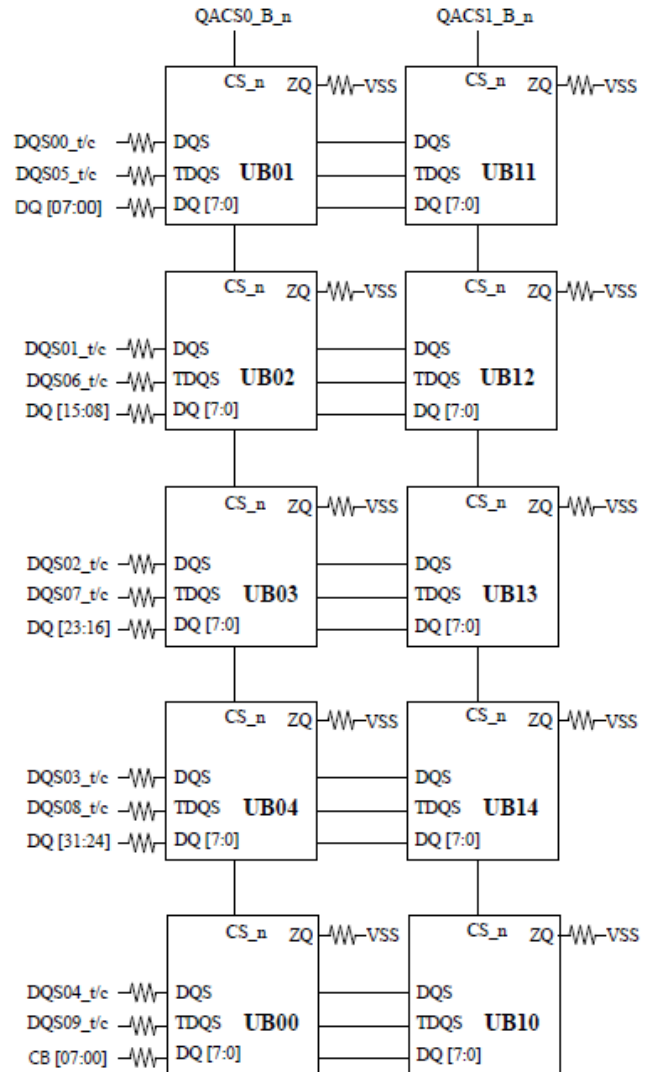 QACS0_B_n QACS1_B_n
CS_n ZQ VSS CS_n ZQ VSS
DQS00_t/c DQS DQS
DQS05_t/c TDQS UB01 TDQS UB11
DQ [07:00] DQ [7:0] DQ [7:0]
CS_n ZQ VSS CS_n ZQ VSS
DQS01_t/c DQS DQS
DQS06_t/c TDQS UB02 TDQS UB12
DQ [15:08] DQ [7:0] DQ [7:0]
CS_n ZQ VSS CS_n ZQ VSS
DQS02_t/c DQS DQS
DQS07_t/c TDQS UB03 TDQS UB13
DQ [23:16] DQ [7:0] DQ [7:0]
CS_n ZQ VSS CS_n ZQ VSS
DQS03_t/c DQS DQS
DQS08_t/c TDQS UB04 TDQS UB14
DQ [31:24] DQ [7:0] DQ [7:0]
CS_n ZQ VSS CS_n ZQ VSS
DQS04_t/c DQS DQS
DQS09_t/c TDQS UB00 TDQS UB10
CB [07:00] DQ [7:0] DQ [7:0]